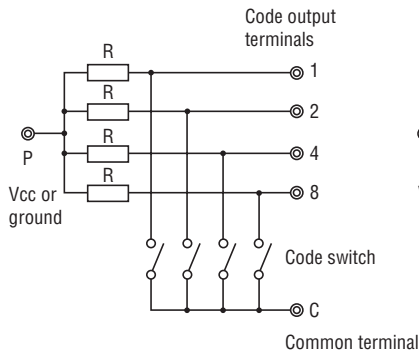 Code output
terminals
R
1
R
2
P
R
4
R
8
Vcc or
ground
Code switch
C
Common terminal